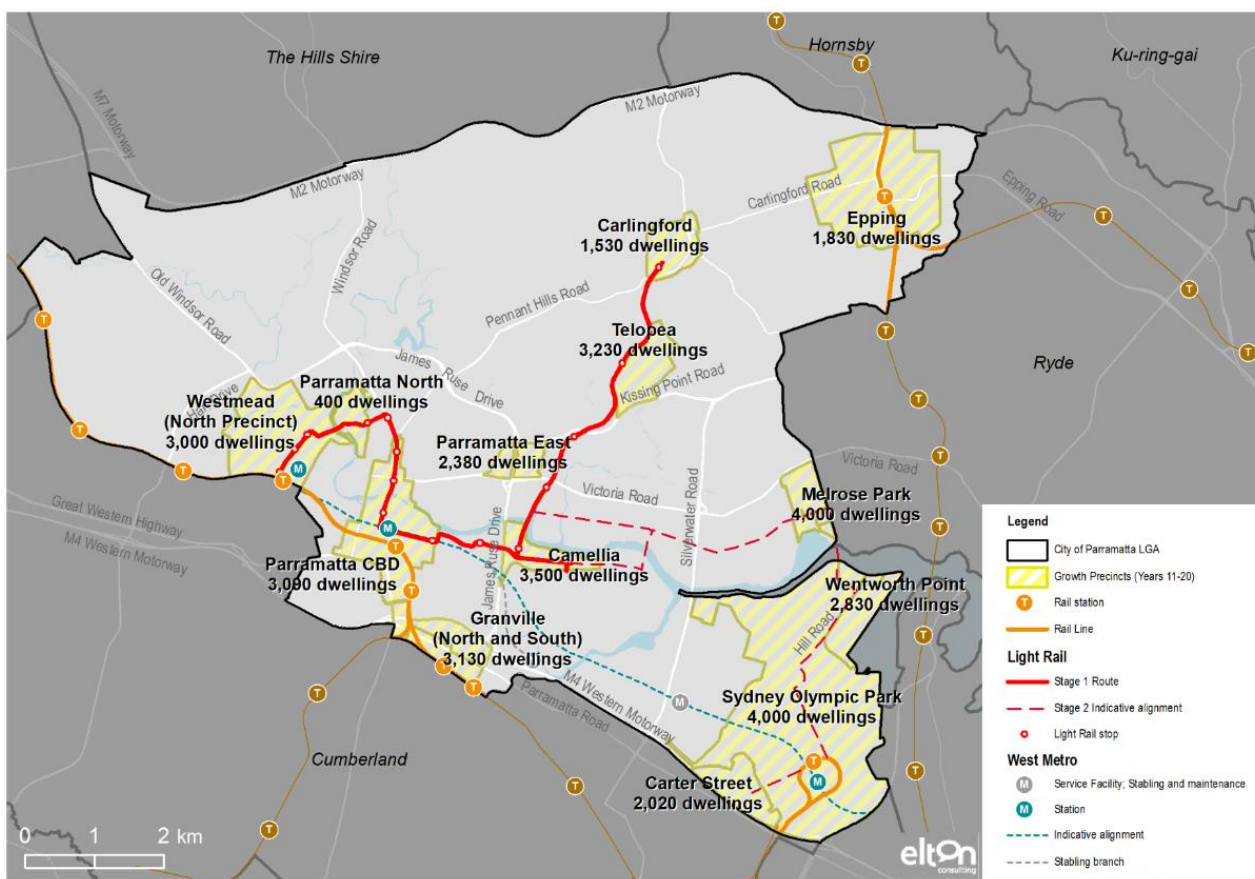 The Hills Shire
Hornsby
Ku-ring-gai
M7 Motorway
M2 Motorway
M2 Motorway
Carlingford Road
Epping Road
Epping
1,830 dwellings
Carlingford
1,530 dwellings
Windsor Road
Old Windsor Road
Pennant Hills Road
Telopea
3,230 dwellings
Ryde
James Ruse Drive
Kissing Point Road
Parramatta North
400 dwellings
Westmead
(North Precinct)
3,000 dwellings
Parramatta East
2,380 dwellings
Victoria Road
Victoria Road
Silverwater Road
Melrose Park
4,000 dwellings
Great Western Highway
M4 Western Motorway
James Ruse Drive
Camellia
3,500 dwellings
Parramatta CBD
3,090 dwellings
Wentworth Point
2,830 dwellings
Hill Road
Granville
(North and South)
3,130 dwellings
M4 Western Motorway
Parramatta Road
Sydney Olympic Park
4,000 dwellings
Cumberland
Carter Street
2,020 dwellings
0 1 2 km
elton
consulting
Legend
City of Parramatta LGA
Growth Precincts (Years 11-20)
T Rail station
Rail Line
Light Rail
Stage 1 Route
Stage 2 Indicative alignment
Light Rail stop
West Metro
M Service Facility; Stabling and maintenance
M Station
Indicative alignment
Stabling branch